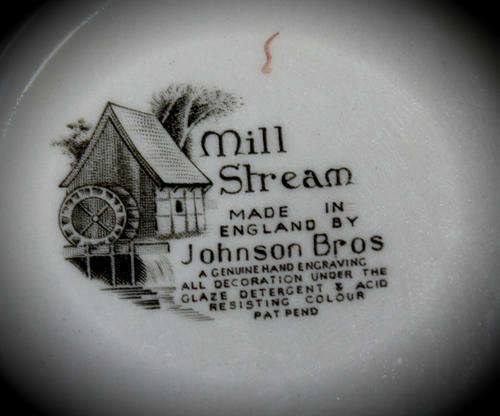 Mill
Stream
MADE IN
ENGLAND BY
Johnson Bros
A GENUINE HAND ENGRAVING
ALL DECORATION UNDER THE
GLAZE DETERGENT & ACID
RESISTING COLOUR
PAT PEND